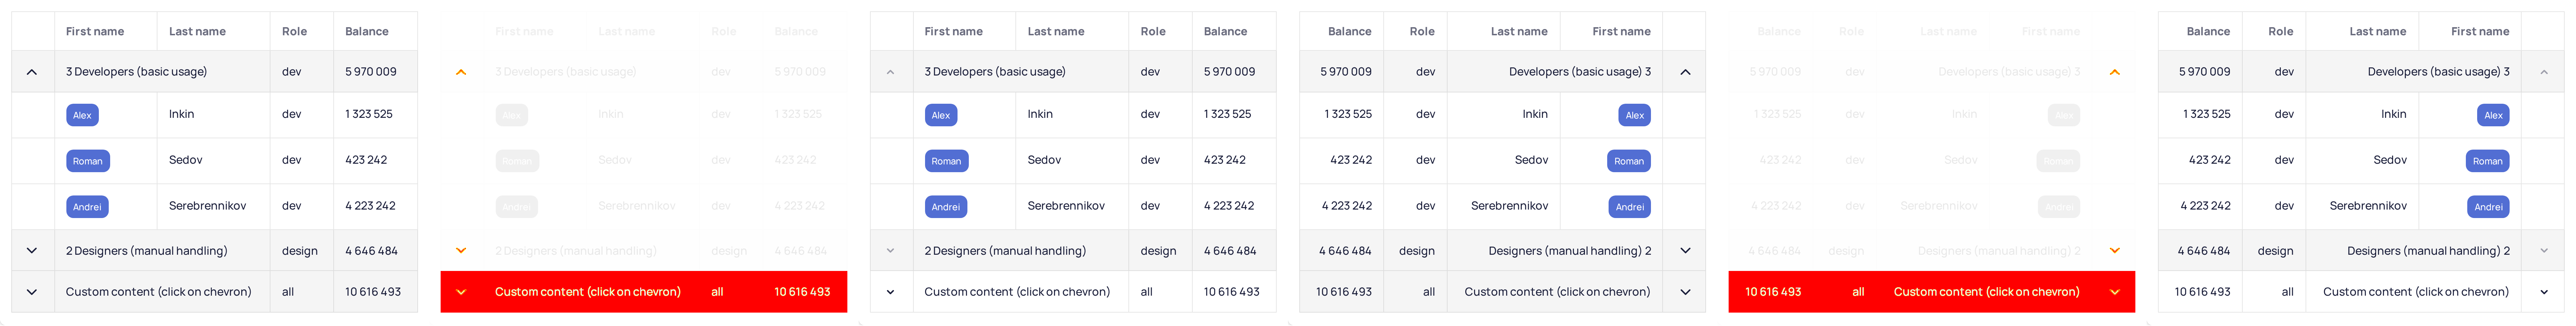 First name Last name Role Balance
3 Developers (basic usage) dev 5 970 009
Alex Inkin dev 1 323 525
Roman Sedov dev 423 242
Andrei Serebrennikov dev 4 223 242
2 Designers (manual handling) design 4 646 484
Custom content (click on chevron) all 10 616 493
First name Last name Role Balance
3 Developers (basic usage) dev 5 970 009
Alex Inkin dev 1 323 525
Roman Sedov dev 423 242
Andrei Serebrennikov dev 4 223 242
2 Designers (manual handling) design 4 646 484
Custom content (click on chevron) all 10 616 493
First name Last name Role Balance
3 Developers (basic usage) dev 5 970 009
Alex Inkin dev 1 323 525
Roman Sedov dev 423 242
Andrei Serebrennikov dev 4 223 242
2 Designers (manual handling) design 4 646 484
Custom content (click on chevron) all 10 616 493
Balance Role Last name First name
5 970 009 dev Developers (basic usage) 3
1 323 525 dev Inkin Alex
423 242 dev Sedov Roman
4 223 242 dev Serebrennikov Andrei
4 646 484 design Designers (manual handling) 2
10 616 493 all Custom content (click on chevron)
Balance Role Last name First name
5 970 009 dev Developers (basic usage) 3
1 323 525 dev Inkin Alex
423 242 dev Sedov Roman
4 223 242 dev Serebrennikov Andrei
4 646 484 design Designers (manual handling) 2
10 616 493 all Custom content (click on chevron)
Balance Role Last name First name
5 970 009 dev Developers (basic usage) 3
1 323 525 dev Inkin Alex
423 242 dev Sedov Roman
4 223 242 dev Serebrennikov Andrei
4 646 484 design Designers (manual handling) 2
10 616 493 all Custom content (click on chevron)